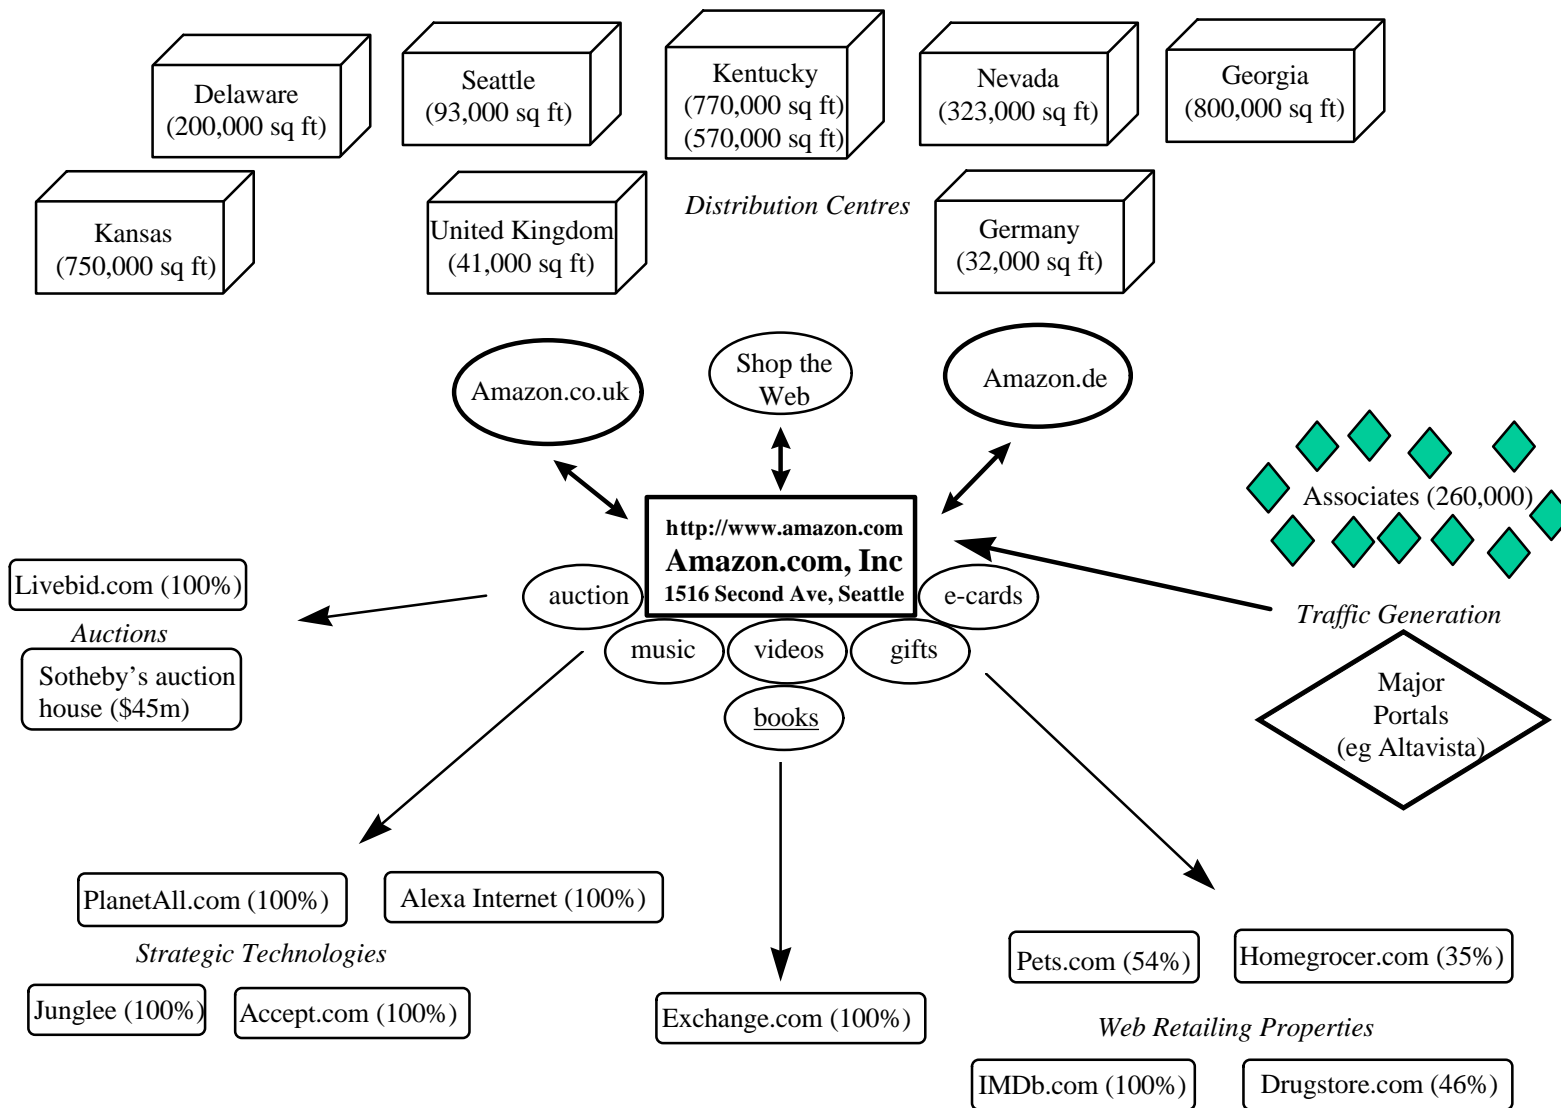 Delaware
(200,000 sq ft)
Seattle
(93,000 sq ft)
Kentucky
(770,000 sq ft)
(570,000 sq ft)
Nevada
(323,000 sq ft)
Georgia
(800,000 sq ft)
Kansas
(750,000 sq ft)
United Kingdom
(41,000 sq ft)
Distribution Centres
Germany
(32,000 sq ft)
Amazon.co.uk
Shop the
Web
Amazon.de
Associates (260,000)
http://www.amazon.com
Amazon.com, Inc
1516 Second Ave, Seattle
Livebid.com (100%)
Auctions
Sotheby’s auction
house ($45m)
auction
music
videos
gifts
e-cards
books
Traffic Generation
Major
Portals
(eg Altavista)
PlanetAll.com (100%)
Alexa Internet (100%)
Strategic Technologies
Junglee (100%)
Accept.com (100%)
Exchange.com (100%)
Pets.com (54%)
Homegrocer.com (35%)
Web Retailing Properties
IMDb.com (100%)
Drugstore.com (46%)